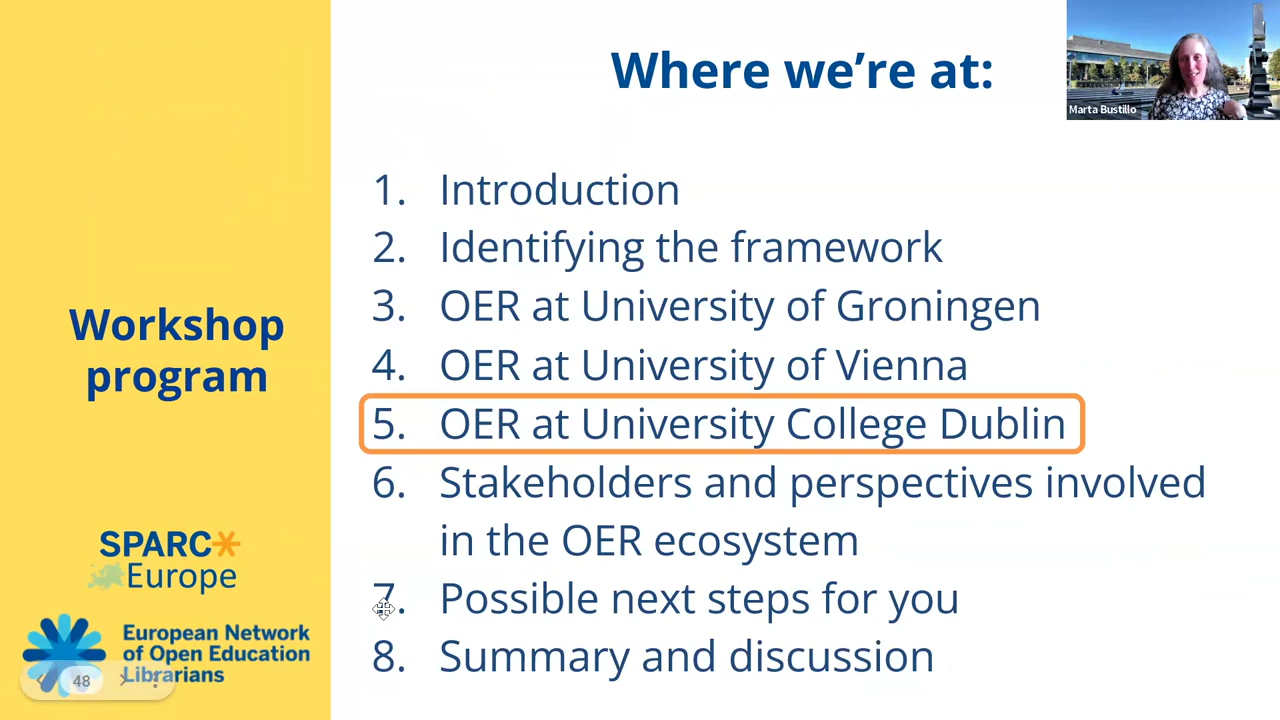 Where we’re at:
Marta Bustillo
Workshop
program
1. Introduction
2. Identifying the framework
3. OER at University of Groningen
4. OER at University of Vienna
5. OER at University College Dublin
6. Stakeholders and perspectives involved
in the OER ecosystem
7. Possible next steps for you
8. Summary and discussion
SPARC
Europe
European Network
of Open Education
Librarians
48